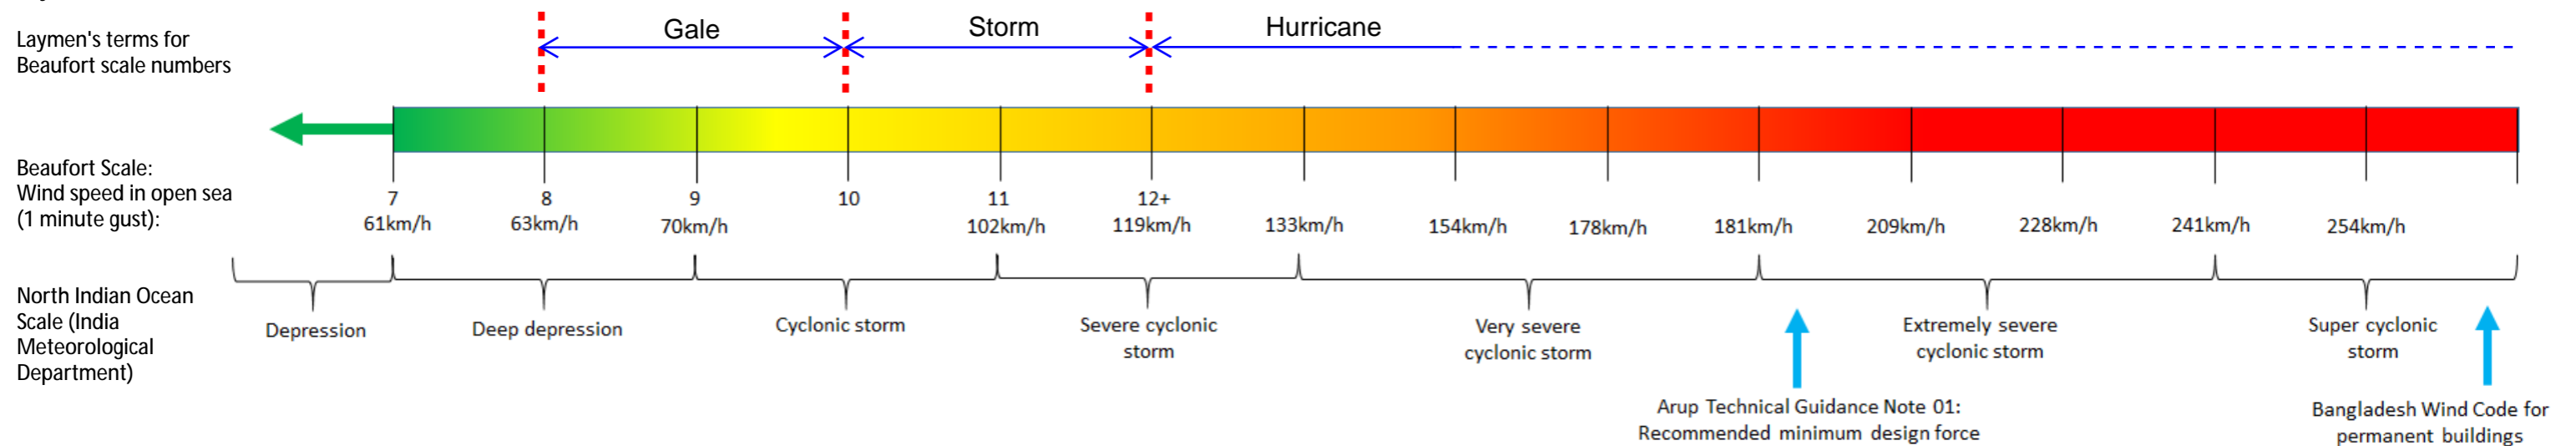 Gale
Storm
Hurricane
Laymen's terms for
Beaufort scale numbers
Beaufort Scale:
Wind speed in open sea
(1 minute gust):
7
8
9
10
11
12+
61km/h
63km/h
70km/h
102km/h
119km/h
133km/h
154km/h
178km/h
181km/h
209km/h
228km/h
241km/h
254km/h
North Indian Ocean
Scale (India
Meteorological
Department)
Depression
Deep depression
Cyclonic storm
Severe cyclonic
storm
Very severe
cyclonic storm
Extremely severe
cyclonic storm
Super cyclonic
storm
Arup Technical Guidance Note 01:
Recommended minimum design force
Bangladesh Wind Code for
permanent buildings